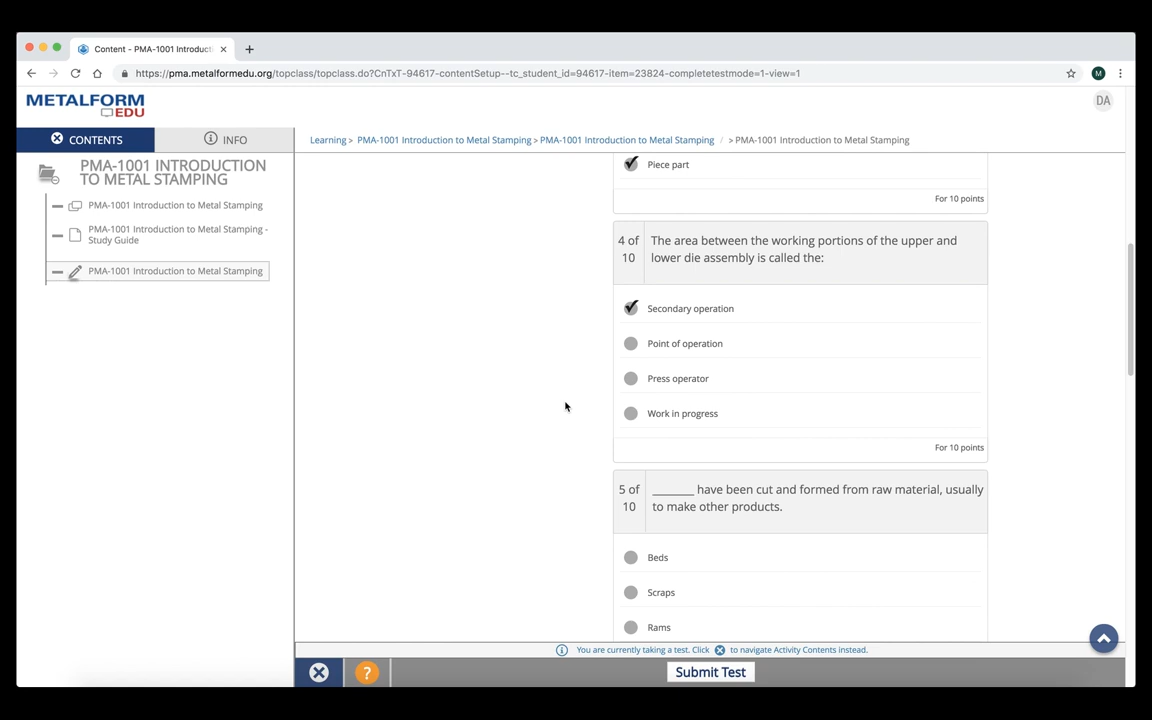 Content - PMA-1001 Introducti
https://pma.metalformedu.org/topclass/topclass.do?CnTxT-94617-contentSetup--tc_student_id=94617-item=23824-completetestmode=1-view=1
M
METALFORM
EDU
DA
CONTENTS
INFO
Learning > PMA-1001 Introduction to Metal Stamping > PMA-1001 Introduction to Metal Stamping / > PMA-1001 Introduction to Metal Stamping
PMA-1001 INTRODUCTION
TO METAL STAMPING
PMA-1001 Introduction to Metal Stamping
PMA-1001 Introduction to Metal Stamping -
Study Guide
PMA-1001 Introduction to Metal Stamping
Piece part
For 10 points
4 of
10
The area between the working portions of the upper and
lower die assembly is called the:
Secondary operation
Point of operation
Press operator
Work in progress
For 10 points
5 of
10
_______ have been cut and formed from raw material, usually
to make other products.
Beds
Scraps
Rams
You are currently taking a test. Click to navigate Activity Contents instead.
?
Submit Test